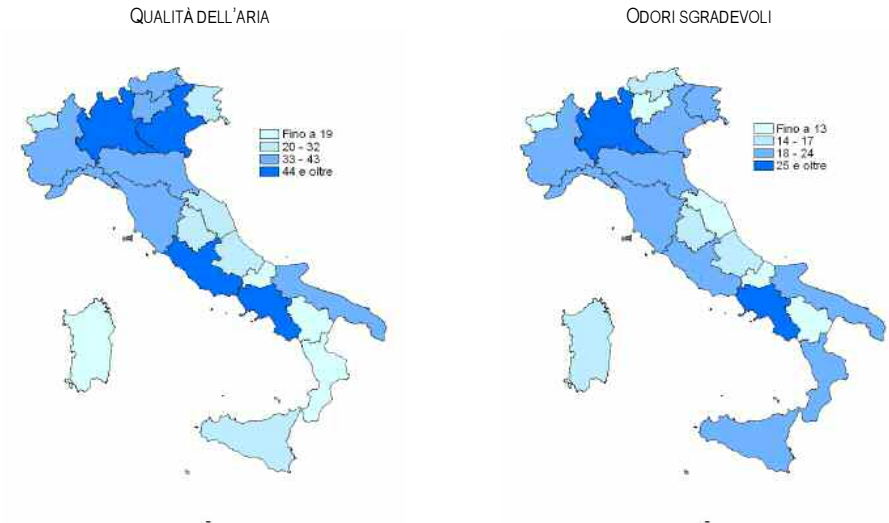 QUALITÀ DELL'ARIA
ODORI SGRADEVOLI
Fino a 19
20 - 32
33 - 43
44 e oltre
Fino a 13
14 - 17
18 - 24
25 e oltre
-
-